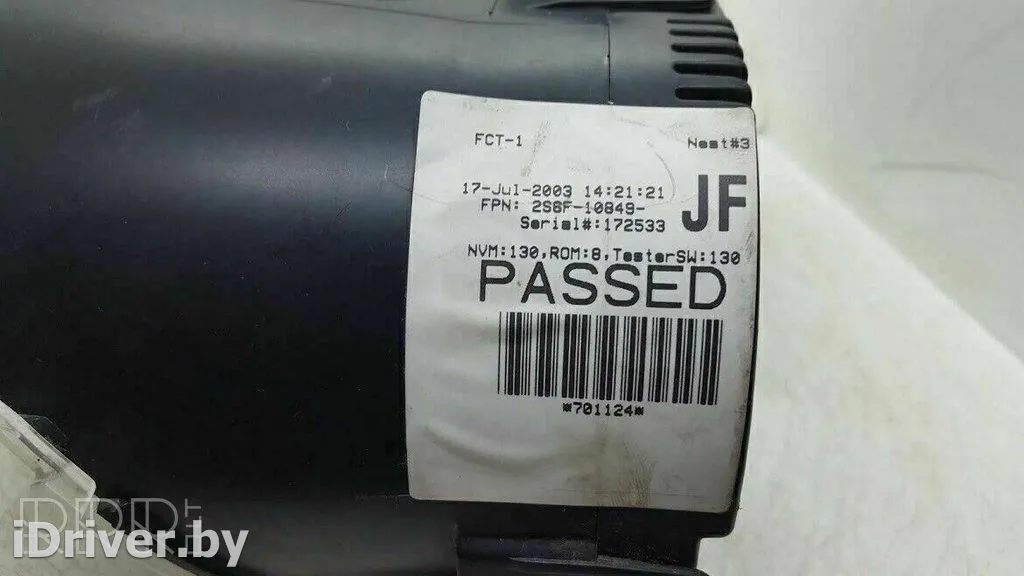 FCT-1 Nest#3
17-Jul-2003 14:21:21
FPN: 2S6F-10849-
JF
Serial#:172533
NVM:130,ROM:8,TesterSW:130
PASSED
*701124*
iDriver.by